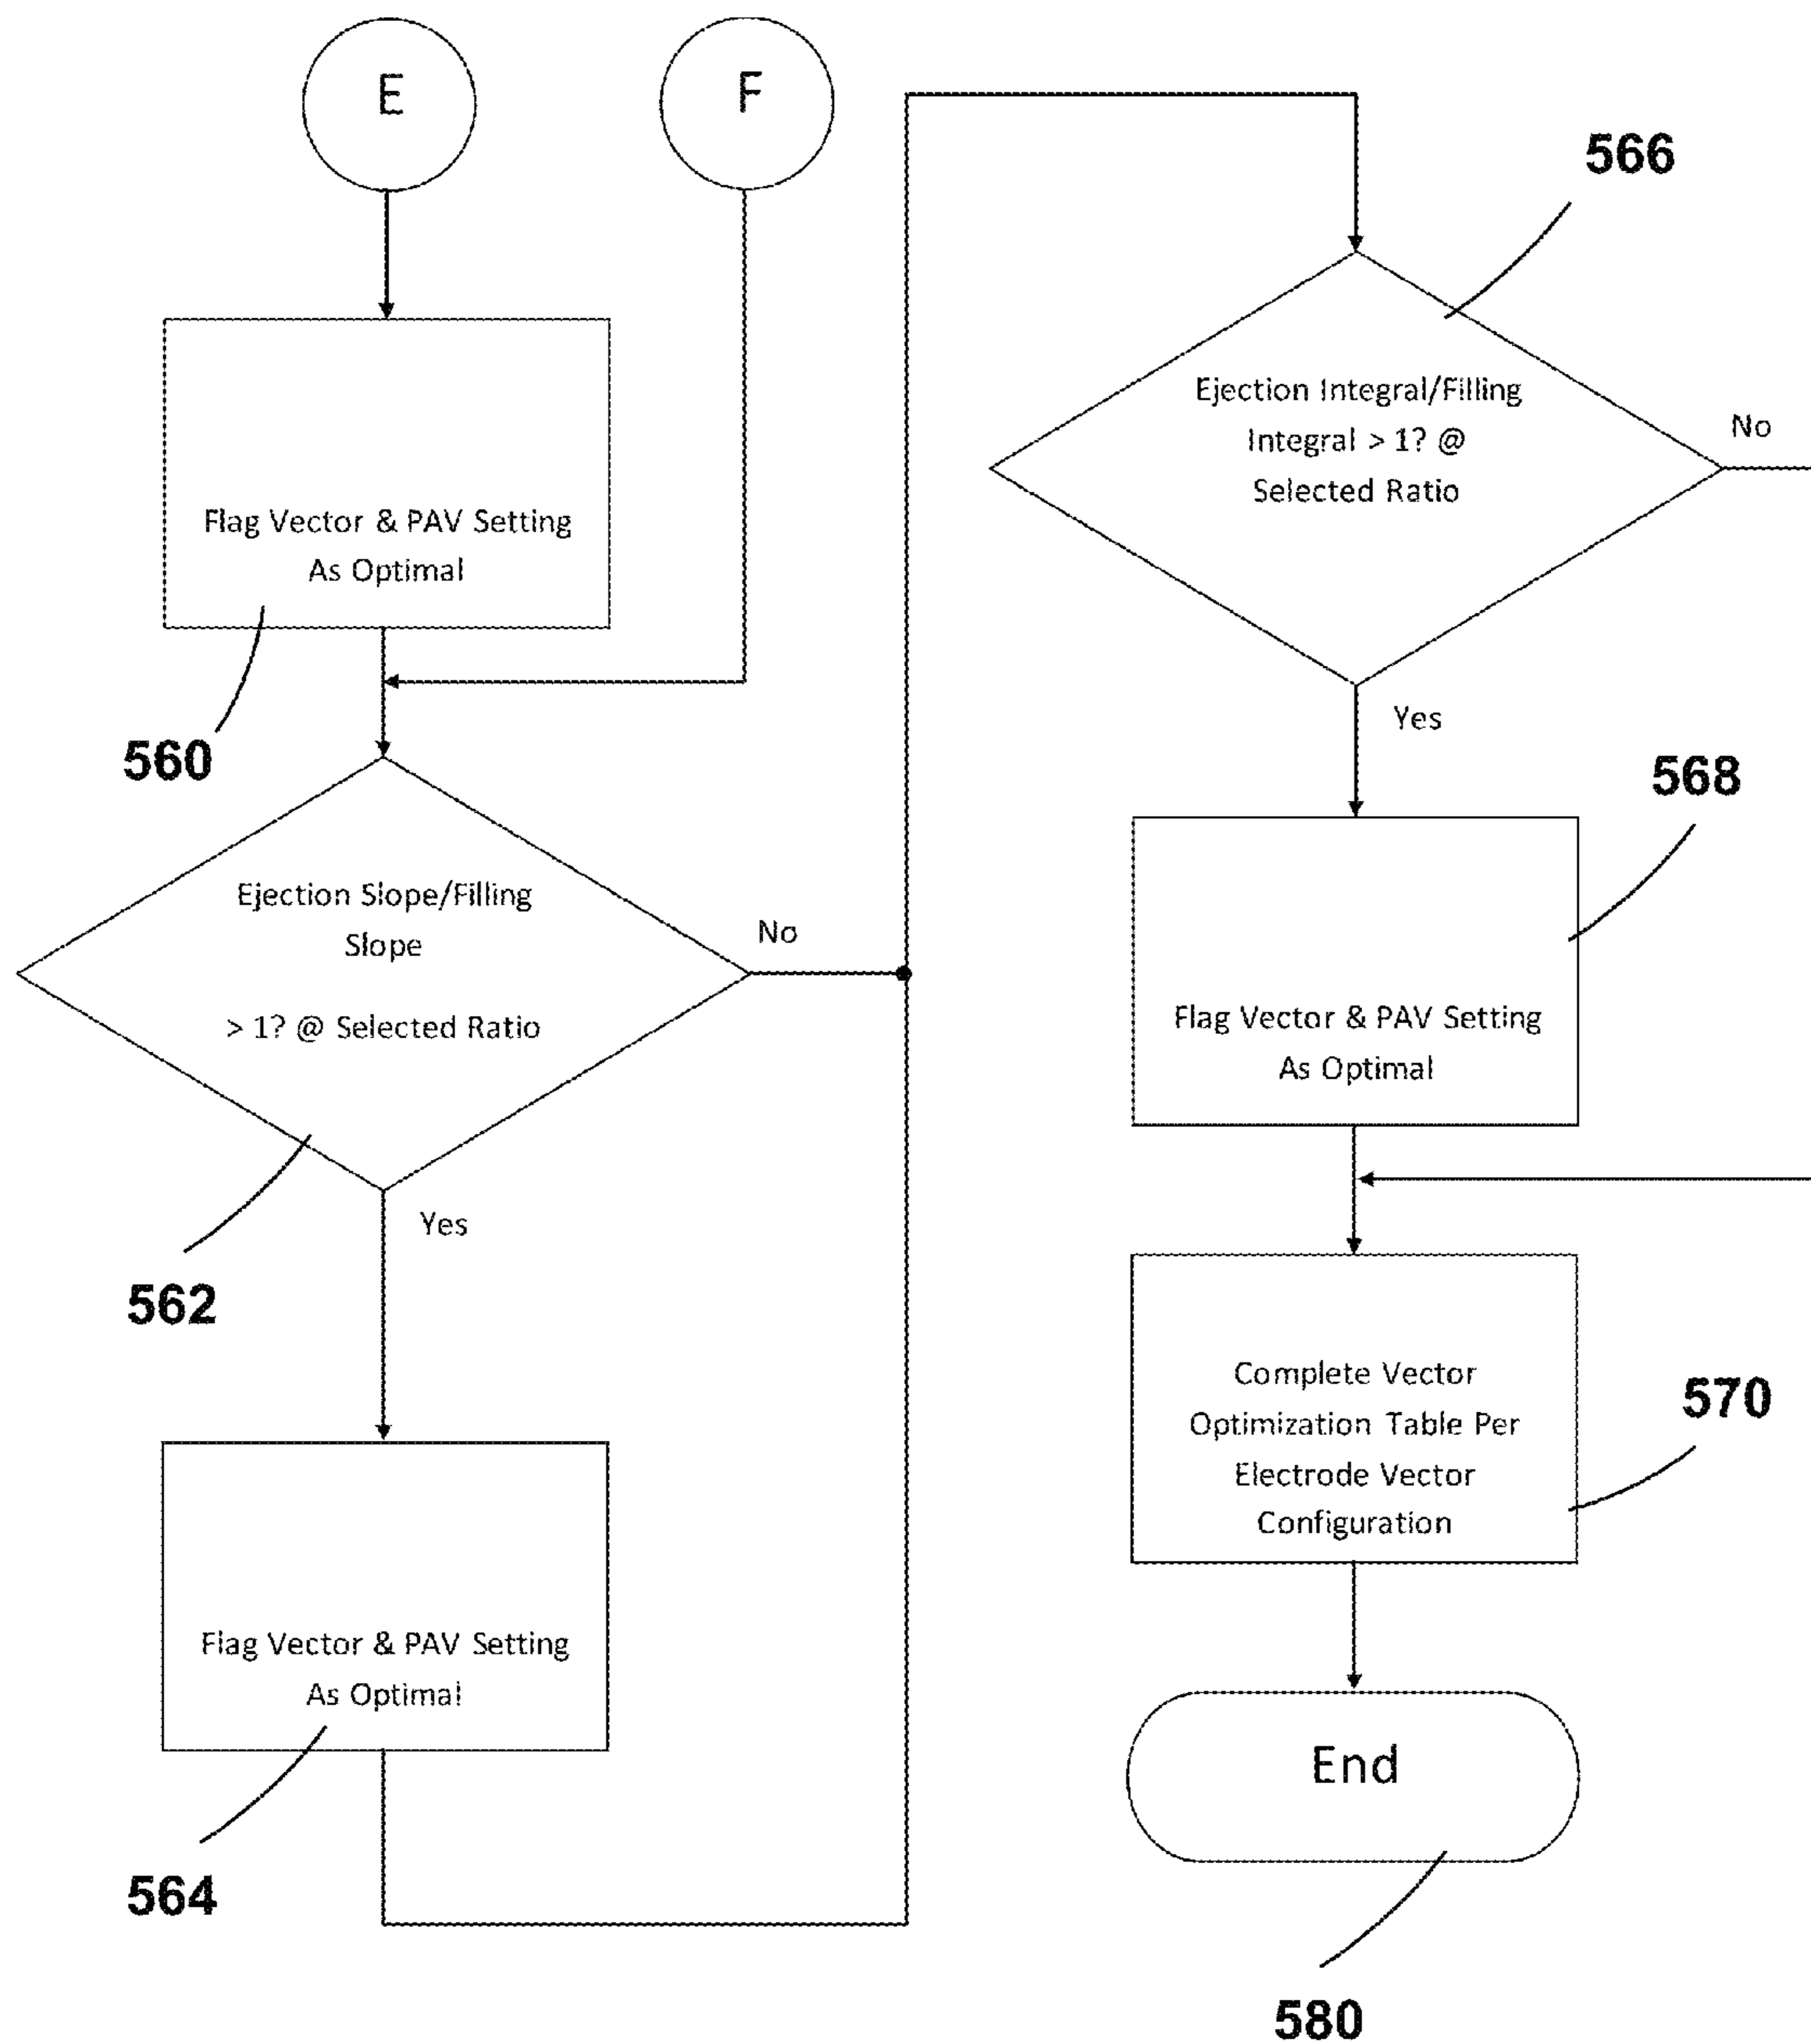 E
F
Flag Vector & PAV Setting
As Optimal
560
Ejection Slope/Filling
Slope
> 1? @ Selected Ratio
No
Yes
562
Flag Vector & PAV Setting
As Optimal
564
566
Ejection Integral/Filling
Integral > 1? @
Selected Ratio
No
Yes
568
Flag Vector & PAV Setting
As Optimal
Complete Vector
Optimization Table Per
Electrode Vector
Configuration
570
End
580